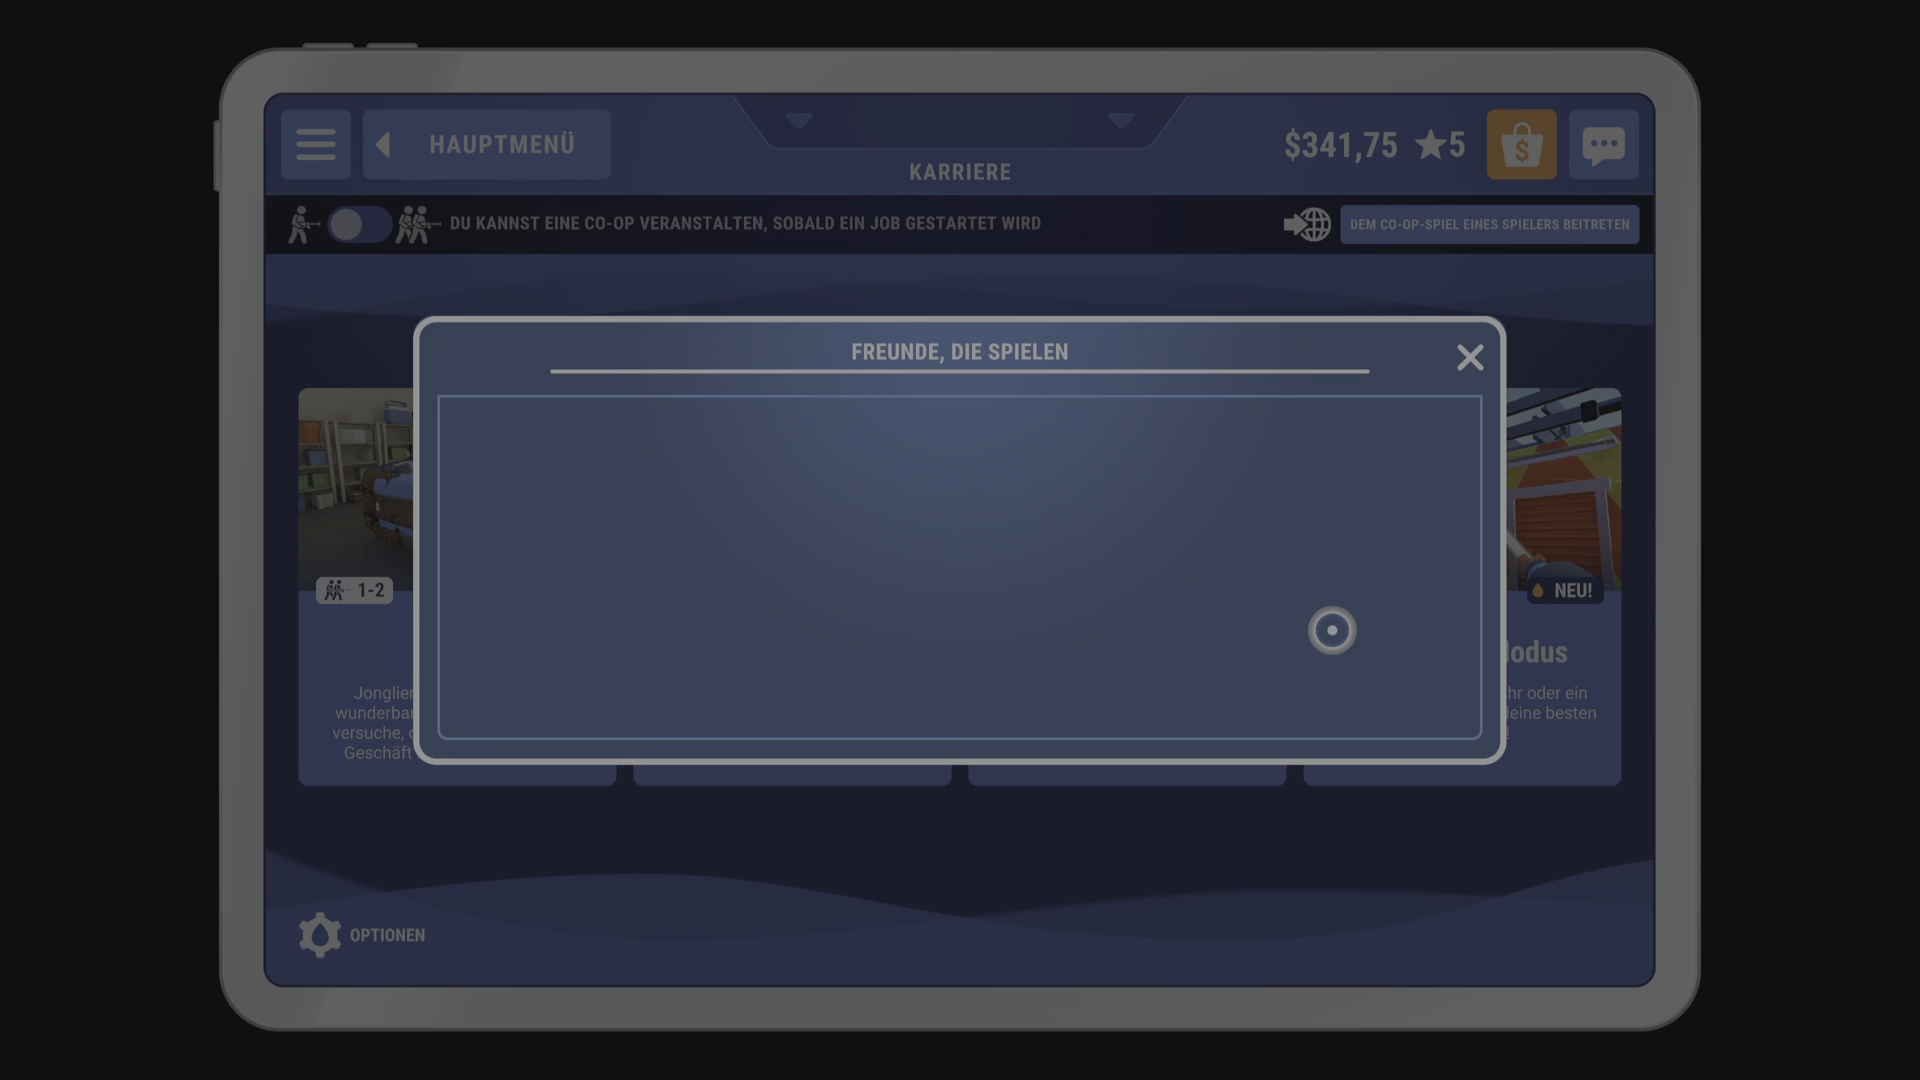 HAUPTMENÜ
KARRIERE
$341,75 ★5
DU KANNST EINE CO-OP VERANSTALTEN, SOBALD EIN JOB GESTARTET WIRD
DEM CO-OP-SPIEL EINES SPIELERS BEITRETEN
FREUNDE, DIE SPIELEN
1-2
NEU!
hr oder ein
eine besten
wunderba
versuche,
Geschäft
OPTIONEN